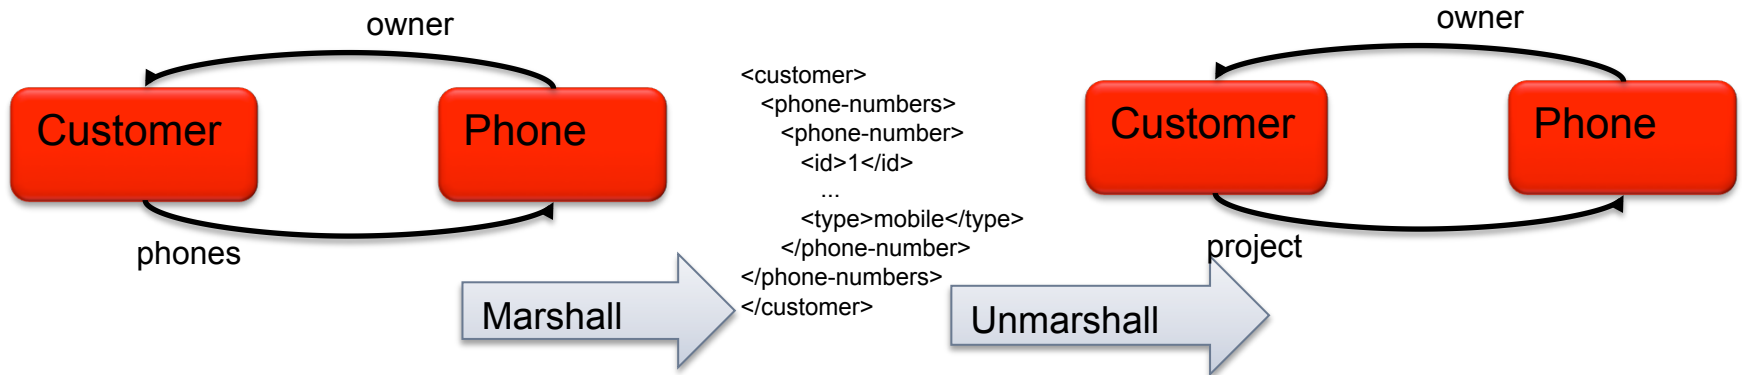 owner
Customer
Phone
phones
Marshall
<customer>
<phone-numbers>
<phone-number>
<id>1</id>
...
<type>mobile</type>
</phone-number>
</phone-numbers>
</customer>
Unmarshall
owner
Customer
Phone
project